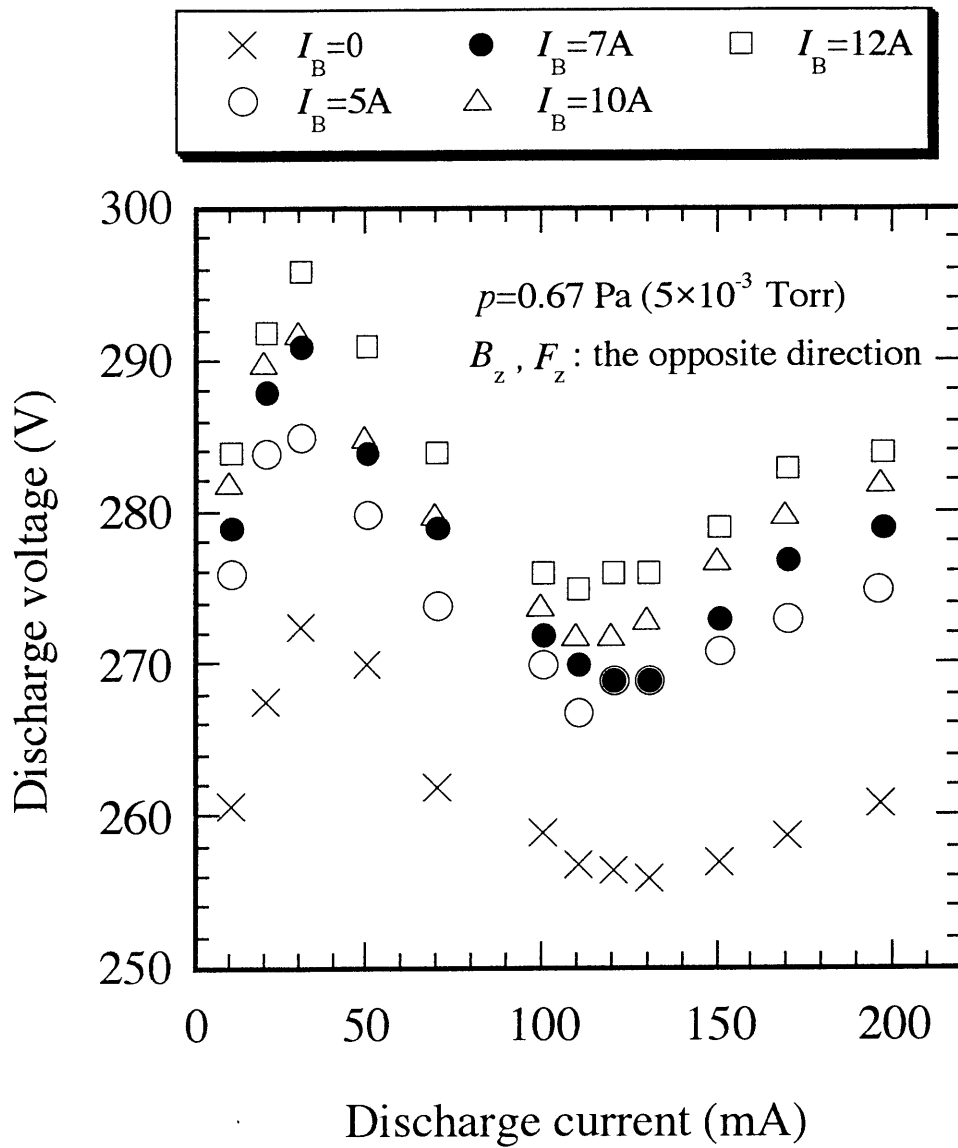 I_B=0 I_B=7A I_B=12A
I_B=5A I_B=10A
300
p=0.67 Pa (5×10^-3 Torr)
290
B_z , F_z : the opposite direction
280
270
260
250
0 50 100 150 200
Discharge voltage (V)
Discharge current (mA)